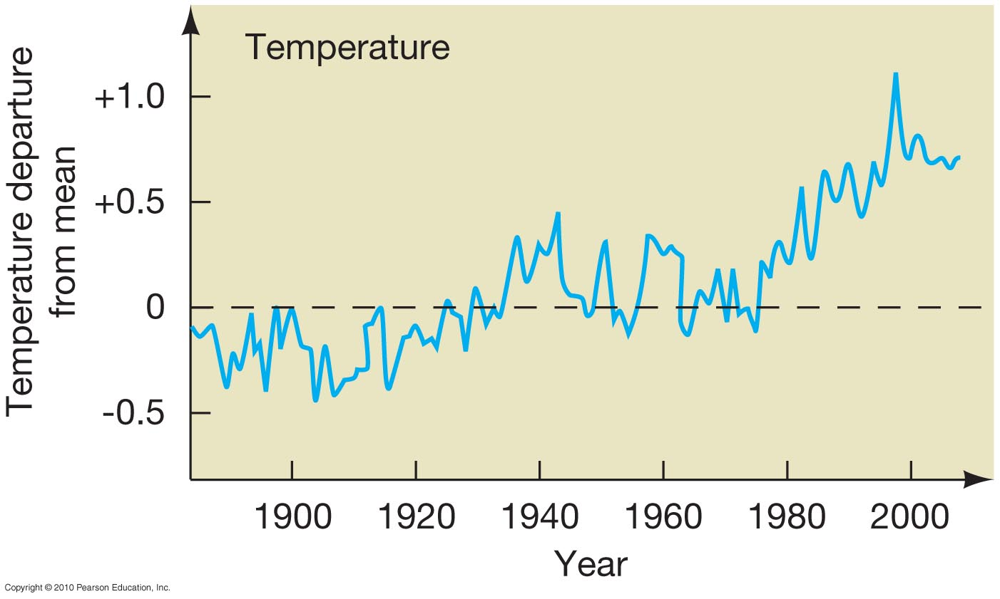 Temperature
Temperature departure
from mean
+1.0
+0.5
0
-0.5
1900 1920 1940 1960 1980 2000
Year
Copyright © 2010 Pearson Education, Inc.